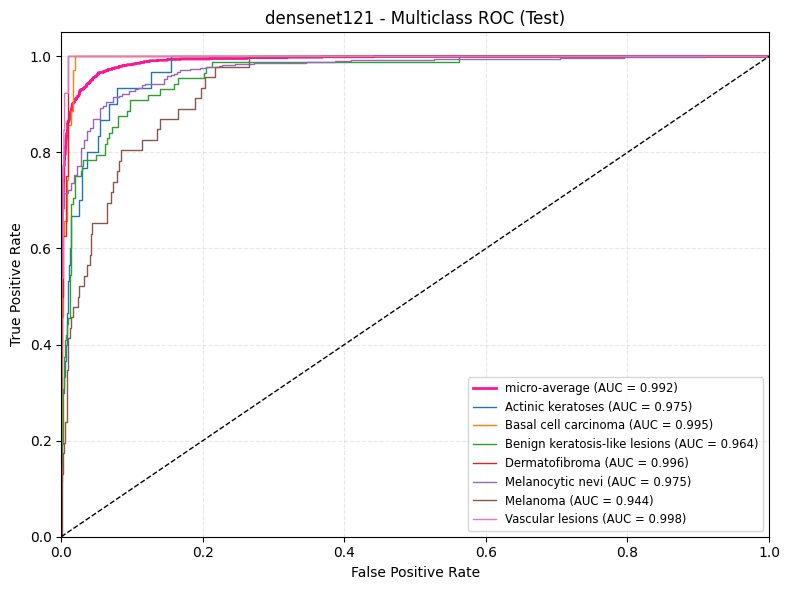 densenet121 - Multiclass ROC (Test)
1.0
0.8
0.6
0.4
0.2
0.0
True Positive Rate
micro-average (AUC = 0.992)
Actinic keratoses (AUC = 0.975)
Basal cell carcinoma (AUC = 0.995)
Benign keratosis-like lesions (AUC = 0.964)
Dermatofibroma (AUC = 0.996)
Melanocytic nevi (AUC = 0.975)
Melanoma (AUC = 0.944)
Vascular lesions (AUC = 0.998)
0.0 0.2 0.4 0.6 0.8 1.0
False Positive Rate